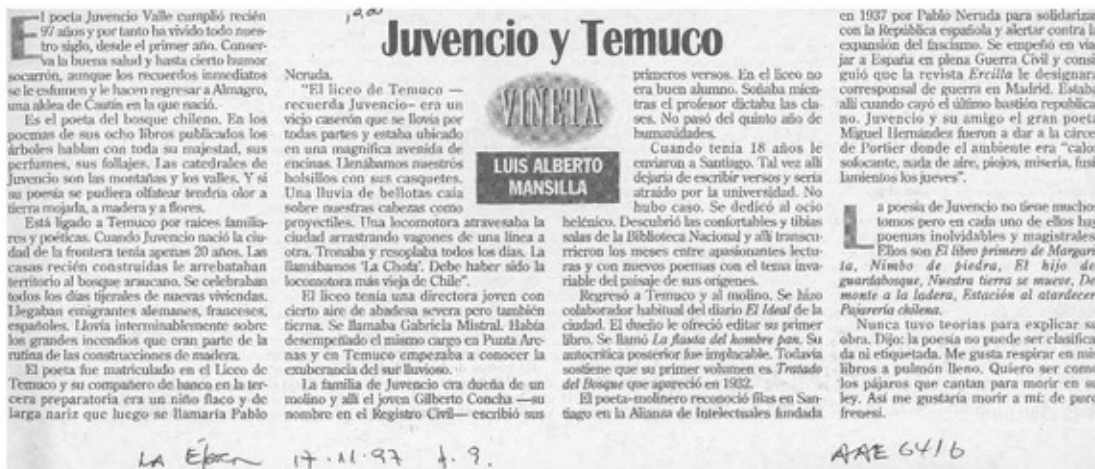 Juvencio y Temuco
VIÑETA
LUIS ALBERTO
MANSILLA
El poeta Juvencio Valle cumplió recién
97 años y por tanto ha vivido todo nues-
tro siglo, desde el primer año. Conser-
va la buena salud y hasta cierto humor
socarrón, aunque los recuerdos inmediatos
se le esfumen y le hacen regresar a Almagro,
una aldea de Cautín en la que nació.
Es el poeta del bosque chileno. En los
poemas de sus ocho libros publicados los
árboles hablan con toda su majestad, sus
perfumes, sus follajes. Las catedrales de
Juvencio son las montañas y los valles. Y si
su poesía se pudiera olfatear tendría olor a
tierra mojada, a madera y a flores.
Está ligado a Temuco por raíces familia-
res y poéticas. Cuando Juvencio nació la ciu-
dad de la frontera tenía apenas 20 años. Las
casas recién construidas le arrebataban
territorio al bosque araucano. Se celebraban
todos los días tijerales de nuevas viviendas.
Llegaban emigrantes alemanes, franceses,
españoles. Llovía interminablemente sobre
los grandes incendios que eran parte de la
rutina de las construcciones de madera.
El poeta fue matriculado en el Liceo de
Temuco y su compañero de banco en la ter-
cera preparatoria era un niño flaco y de
larga nariz que luego se llamaría Pablo
Neruda.
"El liceo de Temuco —
recuerda Juvencio– era un
viejo caserón que se llovía por
todas partes y estaba ubicado
en una magnífica avenida de
encinas. Llenábamos nuestros
bolsillos con sus casquetes.
Una lluvia de bellotas caía
sobre nuestras cabezas como
proyectiles. Una locomotora atravesaba la
ciudad arrastrando vagones de una línea a
otra. Tronaba y resoplaba todos los días. La
llamábamos 'La Chofa'. Debe haber sido la
locomotora más vieja de Chile".
El liceo tenía una directora joven con
cierto aire de abadesa severa pero también
tierna. Se llamaba Gabriela Mistral. Había
desempeñado el mismo cargo en Punta Are-
nas y en Temuco empezaba a conocer la
exuberancia del sur lluvioso.
La familia de Juvencio era dueña de un
molino y allí el joven Gilberto Concha —su
nombre en el Registro Civil— escribió sus
primeros versos. En el liceo no
era buen alumno. Soñaba mien-
tras el profesor dictaba las cla-
ses. No pasó del quinto año de
humanidades.
Cuando tenía 18 años le
enviaron a Santiago. Tal vez allí
dejaría de escribir versos y sería
atraído por la universidad. No
hubo caso. Se dedicó al ocio
helénico. Descubrió las confortables y tibias
salas de la Biblioteca Nacional y allí transcu-
rrieron los meses entre apasionantes lectu-
ras y con nuevos poemas con el tema inva-
riable del paisaje de sus orígenes.
Regresó a Temuco y al molino. Se hizo
colaborador habitual del diario El Ideal de la
ciudad. El dueño le ofreció editar su primer
libro. Se llamó La flauta del hombre pan. Su
autocrítica posterior fue implacable. Todavía
sostiene que su primer volumen es Tratado
del Bosque que apareció en 1932.
El poeta-molinero reconoció filas en San-
tiago en la Alianza de Intelectuales fundada
en 1937 por Pablo Neruda para solidarizar
con la República española y alertar contra la
expansión del fascismo. Se empeñó en via-
jar a España en plena Guerra Civil y consi-
guió que la revista Ercilla le designara
corresponsal de guerra en Madrid. Estaba
allí cuando cayó el último bastión republica-
no. Juvencio y su amigo el gran poeta
Miguel Hernández fueron a dar a la cárcel
de Portier donde el ambiente era "calor
sofocante, nada de aire, piojos, miseria, fusi-
lamientos los jueves".
La poesía de Juvencio no tiene muchos
tomos pero en cada uno de ellos hay
poemas inolvidables y magistrales.
Ellos son El libro primero de Margari-
ta, Nimbo de piedra, El hijo del
guardabosque, Nuestra tierra se mueve, Del
monte a la ladera, Estación al atardecer,
Pajarería chilena.
Nunca tuvo teorías para explicar su
obra. Dijo: la poesía no puede ser clasifica-
da ni etiquetada. Me gusta respirar en mis
libros a pulmón lleno. Quiero ser como
los pájaros que cantan para morir en su
ley. Así me gustaría morir a mí: de puro
frenesí.
LA Época 17.11.97 p. 9. AAE 6416